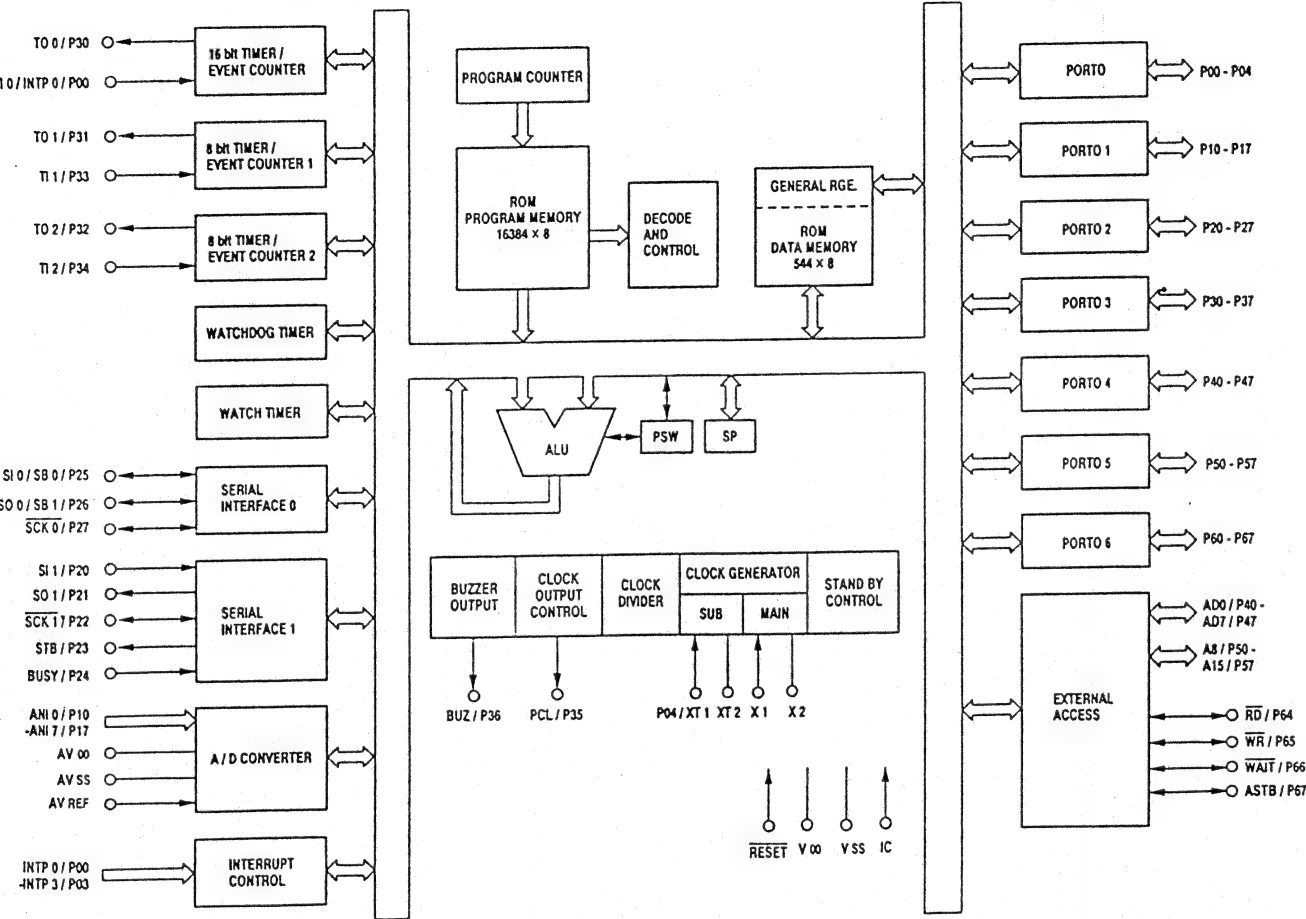 TO 0 / P30
I 0 / INTP 0 / P00
16 bit TIMER /
EVENT COUNTER
TO 1 / P31
TI 1 / P33
8 bit TIMER /
EVENT COUNTER 1
TO 2 / P32
TI 2 / P34
8 bit TIMER /
EVENT COUNTER 2
WATCHDOG TIMER
WATCH TIMER
SI 0 / SB 0 / P25
SO 0 / SB 1 / P26
SCK 0 / P27
SERIAL
INTERFACE 0
SI 1 / P20
SO 1 / P21
SCK 1 / P22
STB / P23
BUSY / P24
SERIAL
INTERFACE 1
ANI 0 / P10
-ANI 7 / P17
AV DD
AV SS
AV REF
A / D CONVERTER
INTP 0 / P00
-INTP 3 / P03
INTERRUPT
CONTROL
PROGRAM COUNTER
ROM
PROGRAM MEMORY
16384 × 8
DECODE
AND
CONTROL
GENERAL RGE.
ROM
DATA MEMORY
544 × 8
ALU
PSW
SP
BUZZER
OUTPUT
CLOCK
OUTPUT
CONTROL
CLOCK
DIVIDER
CLOCK GENERATOR
SUB
MAIN
STAND BY
CONTROL
BUZ / P36
PCL / P35
P04 / XT 1
XT 2
X 1
X 2
RESET
V DD
V SS
IC
PORTO
P00 - P04
PORTO 1
P10 - P17
PORTO 2
P20 - P27
PORTO 3
P30 - P37
PORTO 4
P40 - P47
PORTO 5
P50 - P57
PORTO 6
P60 - P67
EXTERNAL
ACCESS
AD0 / P40 -
AD7 / P47
A8 / P50 -
A15 / P57
RD / P64
WR / P65
WAIT / P66
ASTB / P67